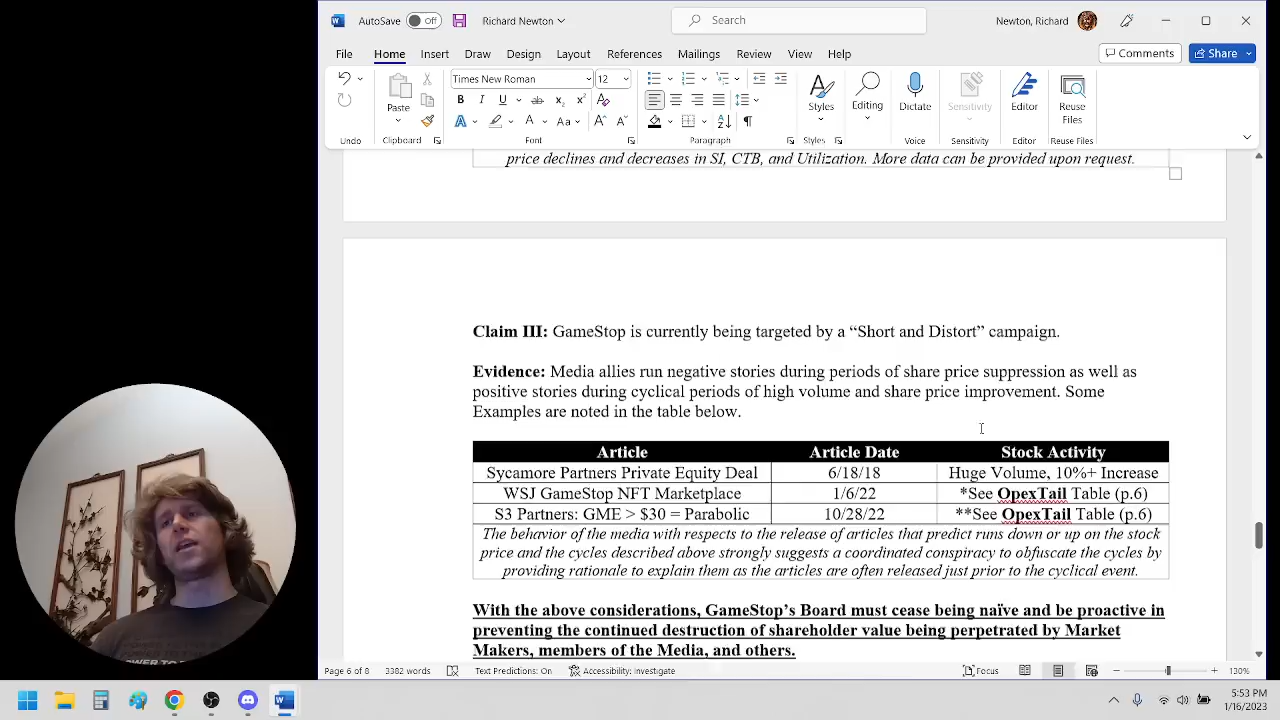 AutoSave Off Richard Newton Search Newton, Richard
File Home Insert Draw Design Layout References Mailings Review View Help Comments Share
Times New Roman 12
Paste Styles Editing Dictate Sensitivity Editor Reuse Files
Undo Clipboard Font Paragraph Styles Voice Sensitivity Editor Reuse Files
price declines and decreases in SI, CTB, and Utilization. More data can be provided upon request.
Claim III: GameStop is currently being targeted by a “Short and Distort” campaign.
Evidence: Media allies run negative stories during periods of share price suppression as well as
positive stories during cyclical periods of high volume and share price improvement. Some
Examples are noted in the table below.
Article Article Date Stock Activity
Sycamore Partners Private Equity Deal 6/18/18 Huge Volume, 10%+ Increase
WSJ GameStop NFT Marketplace 1/6/22 *See OpexTail Table (p.6)
S3 Partners: GME > $30 = Parabolic 10/28/22 **See OpexTail Table (p.6)
The behavior of the media with respects to the release of articles that predict runs down or up on the stock
price and the cycles described above strongly suggests a coordinated conspiracy to obfuscate the cycles by
providing rationale to explain them as the articles are often released just prior to the cyclical event.
With the above considerations, GameStop’s Board must cease being naïve and be proactive in
preventing the continued destruction of shareholder value being perpetrated by Market
Makers, members of the Media, and others.
Page 6 of 8 3382 words Text Predictions: On Accessibility: Investigate Focus 130%
5:53 PM
1/16/2023